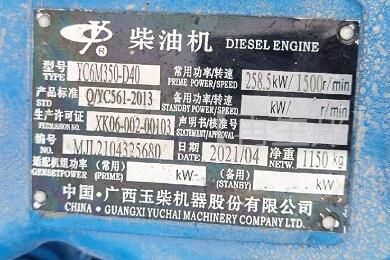 柴油机 DIESEL ENGINE
型号 TYPE YC6M350-D40 常用功率/转速 PRIME POWER/SPEED 258.5kW/ 1500r/min
产品标准 STD Q/YC561-2013 备用功率/转速 STANDBY POWER/SPEED kW/ r/min
生产许可证 PERMISSION NO. XK06-002-00103 声明书/核准号 STATEMENT/APPROVAL
编号 NO. MJL2104325680 日期 DATE 2021/04 净重 NET.W. 1150 kg
适配机组功率 GENSETPOWER (常用) (PRIME) kW (备用) (STANDBY) kW
中国·广西玉柴机器股份有限公司
CHINA · GUANGXI YUCHAI MACHINERY COMPANY LTD.